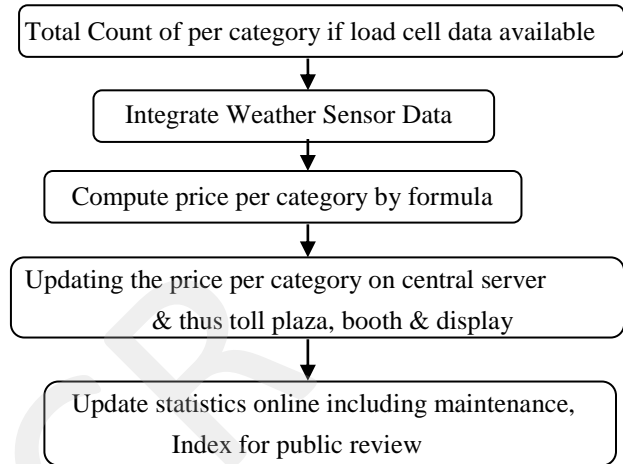 Total Count of per category if load cell data available
Integrate Weather Sensor Data
Compute price per category by formula
Updating the price per category on central server
& thus toll plaza, booth & display
Update statistics online including maintenance,
Index for public review
CR